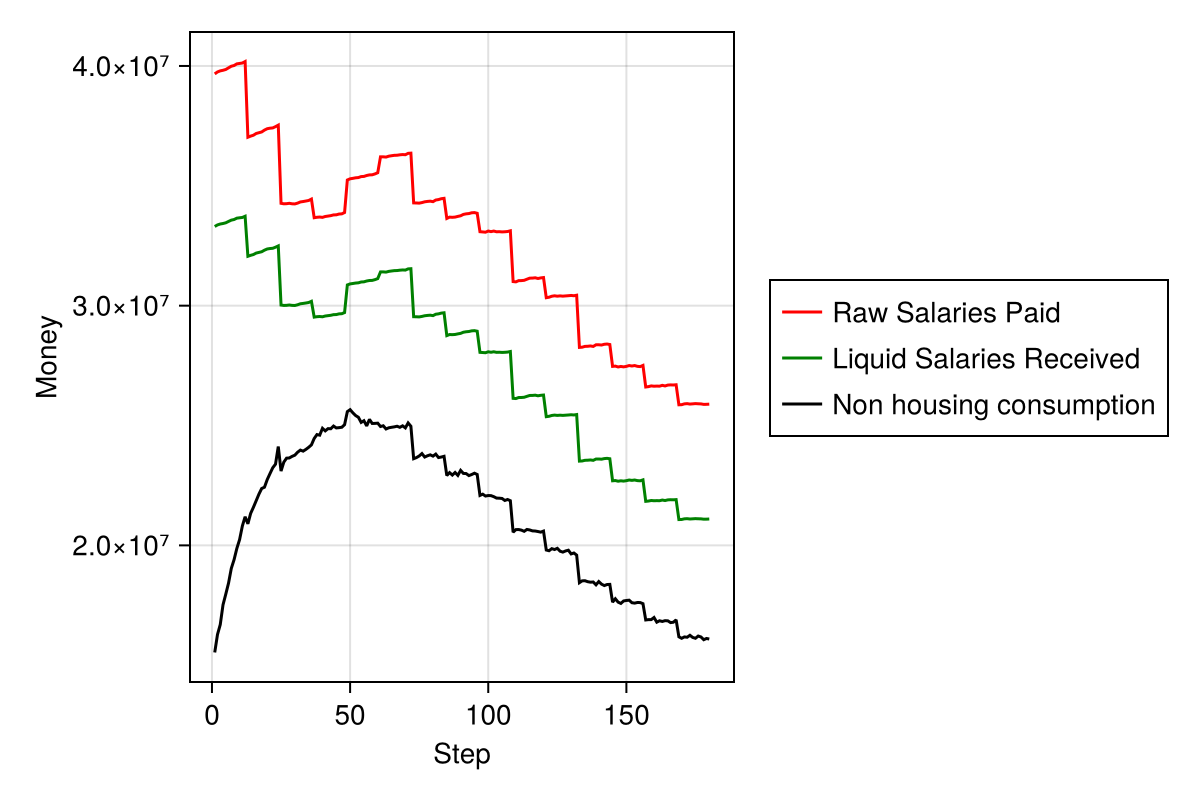 4.0×10⁷
3.0×10⁷
2.0×10⁷
Money
0 50 100 150
Step
Raw Salaries Paid
Liquid Salaries Received
Non housing consumption